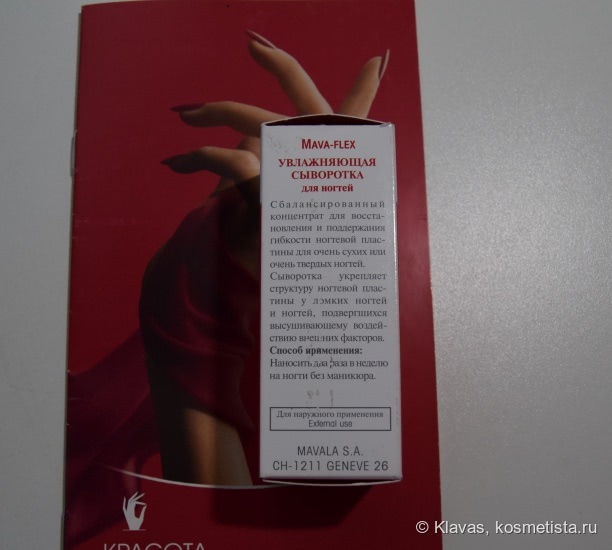 MAVA-FLEX
УВЛАЖНЯЮЩАЯ
СЫВОРОТКА
для ногтей
Сбалансированный
концентрат для восста-
новления и поддержания
гибкости ногтевой плас-
тины для очень сухих или
очень твердых ногтей.
Сыворотка укрепляет
структуру ногтевой плас-
тины у ломких ногтей
и ногтей, подвергшихся
высушивающему воздей-
ствию внешних факторов.
Способ применения:
Наносить два раза в неделю
на ногти без маникюра.
Для наружного применения
External use
MAVALA S.A.
CH-1211 GENEVE 26
КРАСОТА
© Klavas, kosmetista.ru